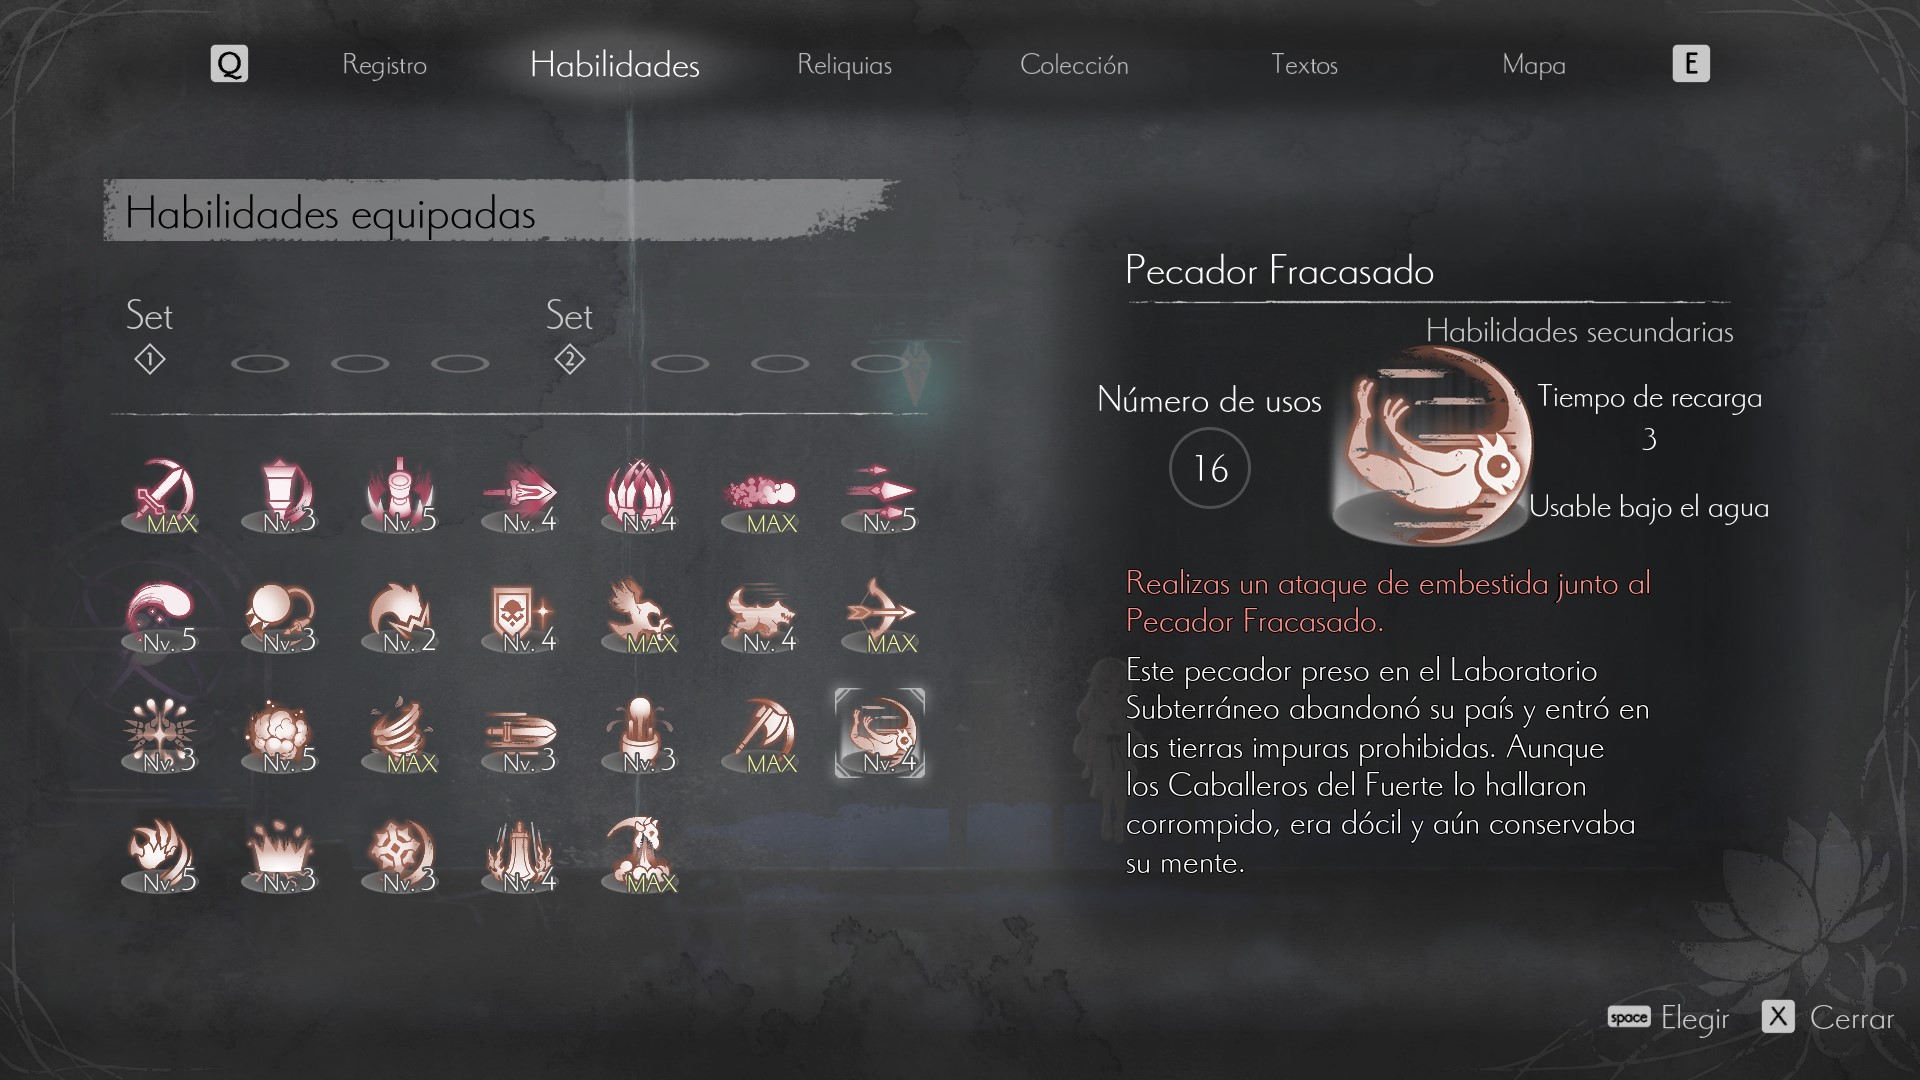 Q Registro Habilidades Reliquias Colección Textos Mapa E
Habilidades equipadas
Set Set
1 2
MAX Nv. 3 Nv. 5 Nv. 4 Nv. 4 MAX Nv. 5
Nv. 5 Nv. 3 Nv. 2 Nv. 4 MAX Nv. 4 MAX
Nv. 3 Nv. 5 MAX Nv. 3 Nv. 3 MAX Nv. 4
Nv. 5 Nv. 3 Nv. 3 Nv. 4 MAX
Pecador Fracasado
Habilidades secundarias
Número de usos
16
Tiempo de recarga
3
Usable bajo el agua
Realizas un ataque de embestida junto al
Pecador Fracasado.
Este pecador preso en el Laboratorio
Subterráneo abandonó su país y entró en
las tierras impuras prohibidas. Aunque
los Caballeros del Fuerte lo hallaron
corrompido, era dócil y aún conservaba
su mente.
space Elegir X Cerrar